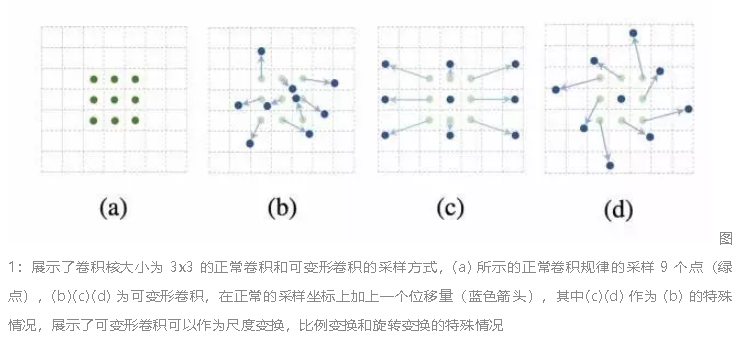 (a) (b) (c) (d)
图
1：展示了卷积核大小为 3x3 的正常卷积和可变形卷积的采样方式，(a) 所示的正常卷积规律的采样 9 个点（绿
点），(b)(c)(d) 为可变形卷积，在正常的采样坐标上加上一个位移量（蓝色箭头），其中(c)(d) 作为 (b) 的特殊
情况，展示了可变形卷积可以作为尺度变换，比例变换和旋转变换的特殊情况